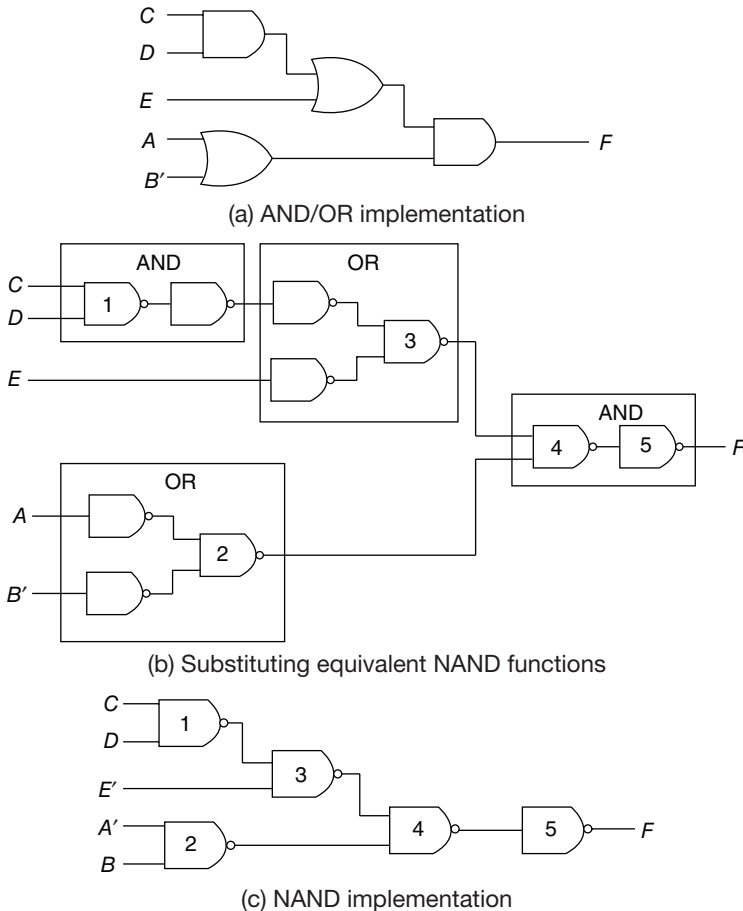 C
D
E
A
B′
F
(a) AND/OR implementation
AND
OR
C
D
1
3
E
AND
4
5
F
OR
A
2
B′
(b) Substituting equivalent NAND functions
C
1
D
3
E′
A′
4
5
F
2
B
(c) NAND implementation